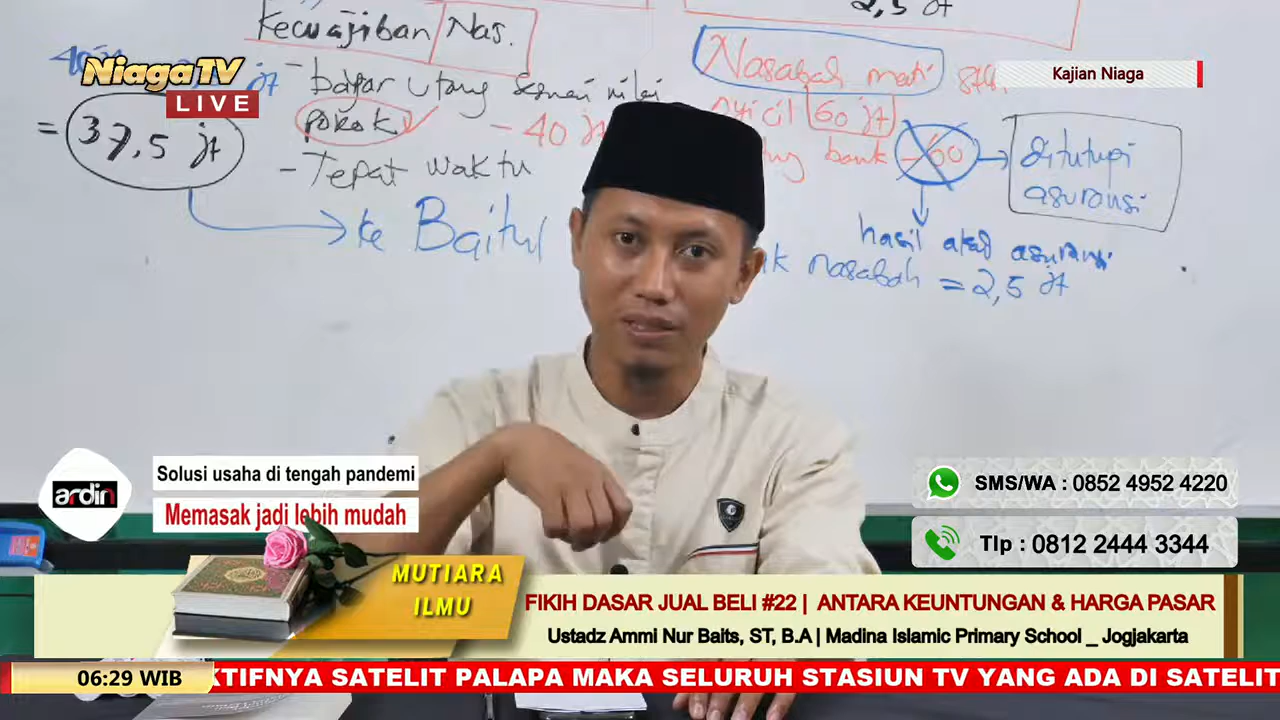 2,5 jt
Kewajiban Nas.
NiagaTV
LIVE
Kajian Niaga
- bayar utang sesuai nilai
pokok
- 40 jt
- Tepat waktu
= 37,5 jt
ke Baitul
Nasabah mati
nyicil 60 jt
bank - 60
ditutupi
asuransi
hasil akad asuransi
nasabah = 2,5 jt
ardin
Solusi usaha di tengah pandemi
Memasak jadi lebih mudah
SMS/WA : 0852 4952 4220
Tlp : 0812 2444 3344
MUTIARA
ILMU
FIKIH DASAR JUAL BELI #22 | ANTARA KEUNTUNGAN & HARGA PASAR
Ustadz Ammi Nur Baits, ST, B.A | Madina Islamic Primary School _ Jogjakarta
06:29 WIB
KTIFNYA SATELIT PALAPA MAKA SELURUH STASIUN TV YANG ADA DI SATELIT